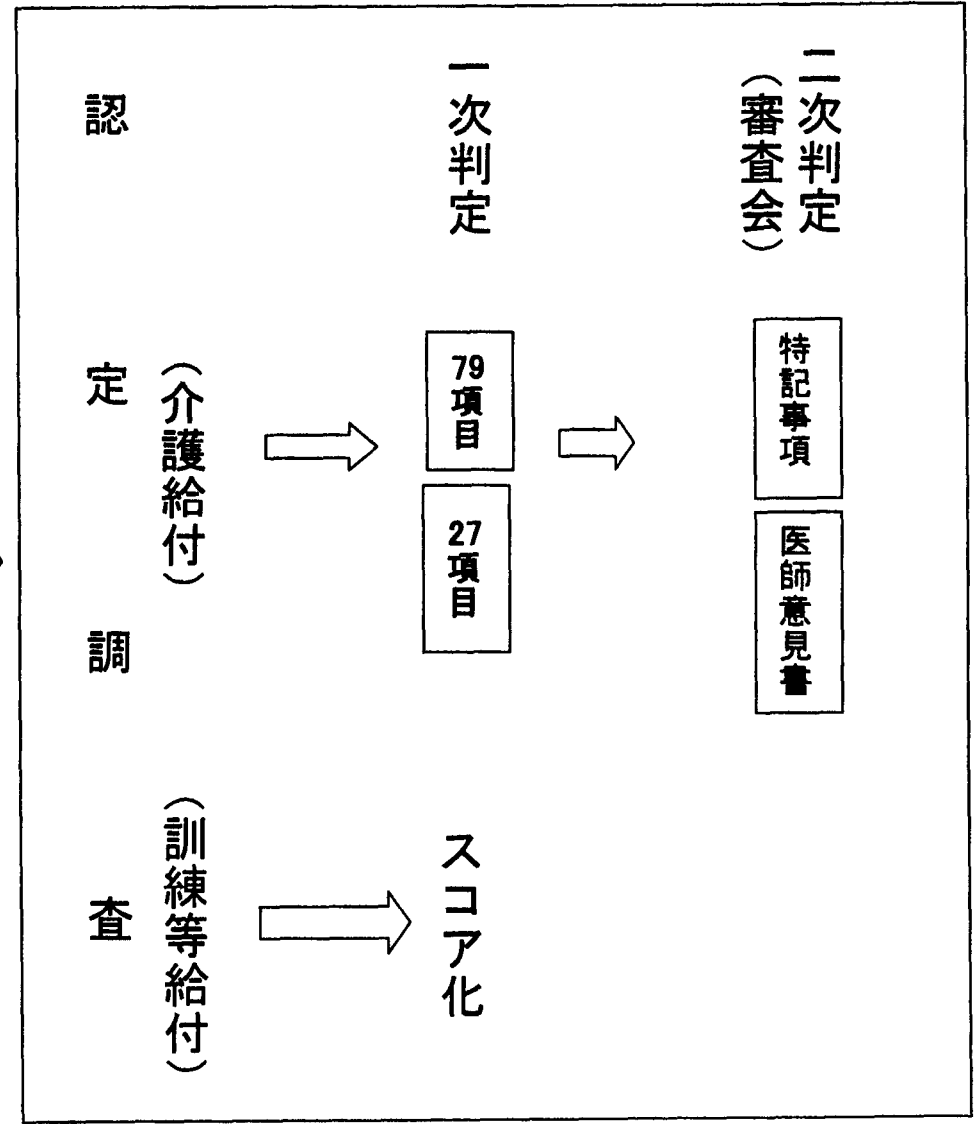 認定調査
一次判定
二次判定
（審査会）
（介護給付）
79項目
27項目
特記事項
医師意見書
（訓練等給付）
スコア化